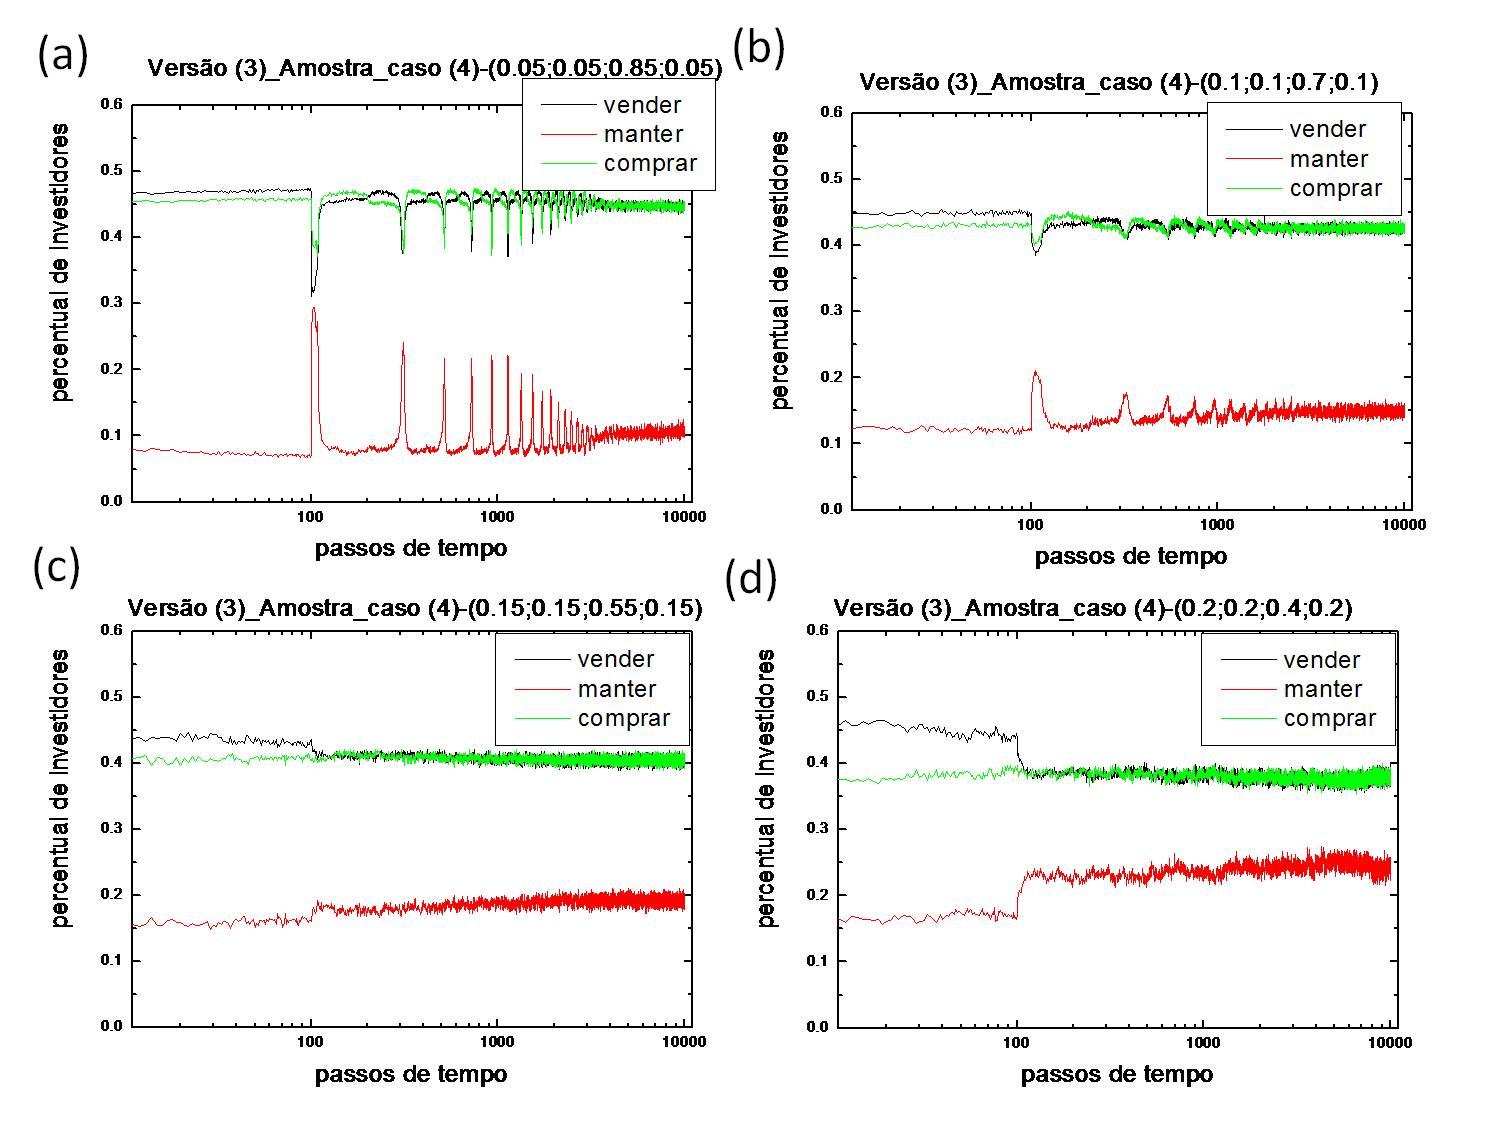 (a)
Versão (3)_Amostra_caso (4)-(0.05;0.05;0.85;0.05)
vender
manter
comprar
percentual de Investidores
0.6
0.5
0.4
0.3
0.2
0.1
0.0
100
1000
10000
passos de tempo
(b)
Versão (3)_Amostra_caso (4)-(0.1;0.1;0.7;0.1)
vender
manter
comprar
percentual de Investidores
0.6
0.5
0.4
0.3
0.2
0.1
0.0
100
1000
10000
passos de tempo
(c)
Versão (3)_Amostra_caso (4)-(0.15;0.15;0.55;0.15)
vender
manter
comprar
percentual de Investidores
0.6
0.5
0.4
0.3
0.2
0.1
0.0
100
1000
10000
passos de tempo
(d)
Versão (3)_Amostra_caso (4)-(0.2;0.2;0.4;0.2)
vender
manter
comprar
percentual de Investidores
0.6
0.5
0.4
0.3
0.2
0.1
0.0
100
1000
10000
passos de tempo